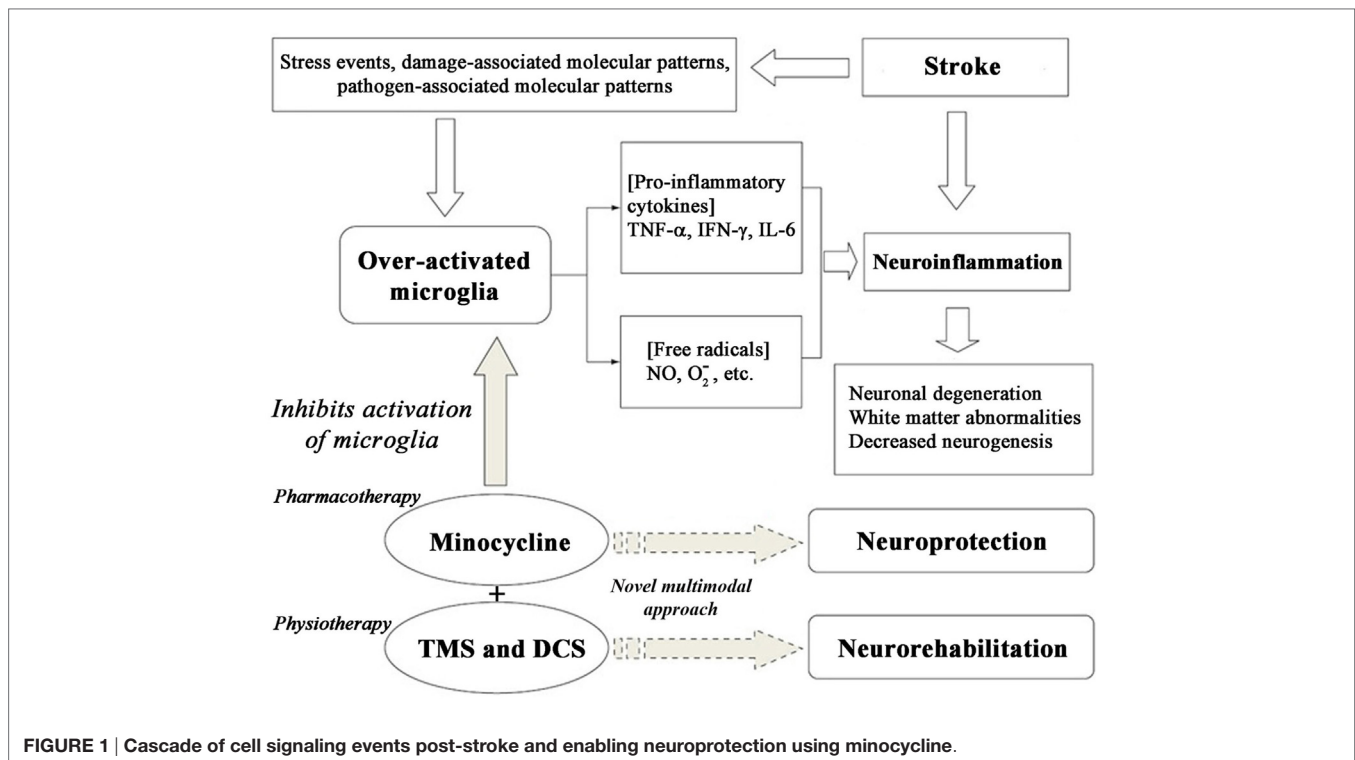 Stress events, damage-associated molecular patterns,
pathogen-associated molecular patterns
Stroke
[Pro-inflammatory
cytokines]
TNF-α, IFN-γ, IL-6
Over-activated
microglia
Neuroinflammation
[Free radicals]
NO, O₂⁻, etc.
Neuronal degeneration
White matter abnormalities
Decreased neurogenesis
Inhibits activation
of microglia
Pharmacotherapy
Minocycline
Neuroprotection
+
Novel multimodal
approach
Physiotherapy
TMS and DCS
Neurorehabilitation
FIGURE 1 | Cascade of cell signaling events post-stroke and enabling neuroprotection using minocycline.